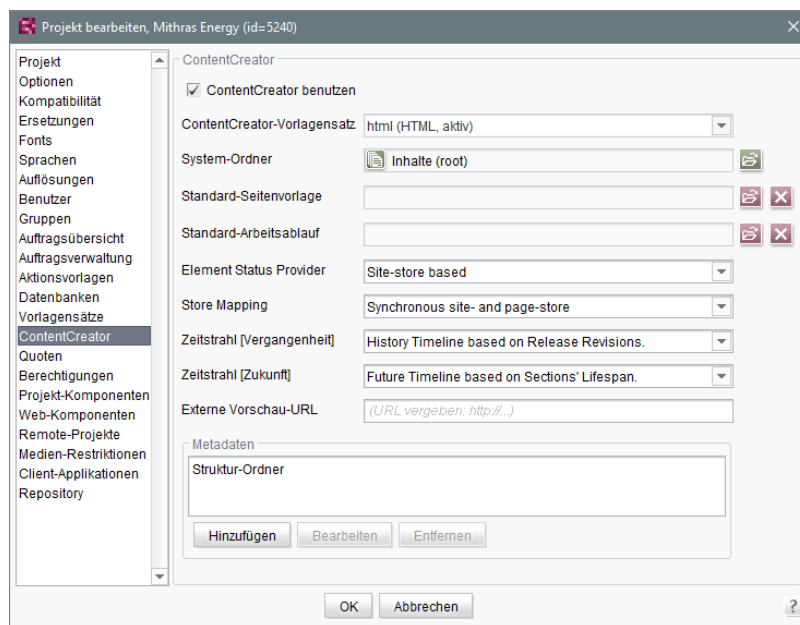 Projekt bearbeiten, Mithras Energy (id=5240)
Projekt
Optionen
Kompatibilität
Ersetzungen
Fonts
Sprachen
Auflösungen
Benutzer
Gruppen
Auftragsübersicht
Auftragsverwaltung
Aktionsvorlagen
Datenbanken
Vorlagensätze
ContentCreator
Quoten
Berechtigungen
Projekt-Komponenten
Web-Komponenten
Remote-Projekte
Medien-Restriktionen
Client-Applikationen
Repository
ContentCreator
ContentCreator benutzen
ContentCreator-Vorlagensatz html (HTML, aktiv)
System-Ordner Inhalte (root)
Standard-Seitenvorlage
Standard-Arbeitsablauf
Element Status Provider Site-store based
Store Mapping Synchronous site- and page-store
Zeitstrahl [Vergangenheit] History Timeline based on Release Revisions.
Zeitstrahl [Zukunft] Future Timeline based on Sections' Lifespan.
Externe Vorschau-URL (URL vergeben: http://...)
Metadaten
Struktur-Ordner
Hinzufügen Bearbeiten Entfernen
OK Abbrechen ?